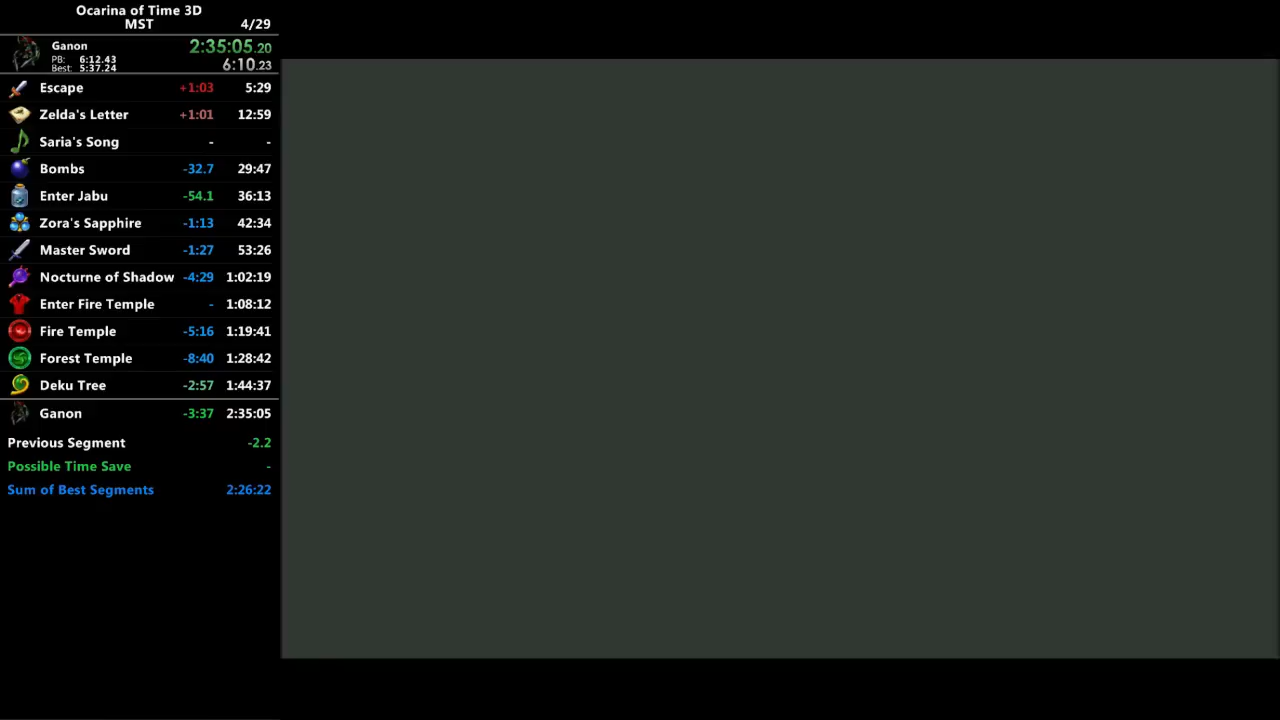 Ocarina of Time 3D
MST 4/29
Ganon 2:35:05.20
PB: 6:12.43 6:10.23
Best: 5:37.24
Escape +1:03 5:29
Zelda's Letter +1:01 12:59
Saria's Song - -
Bombs -32.7 29:47
Enter Jabu -54.1 36:13
Zora's Sapphire -1:13 42:34
Master Sword -1:27 53:26
Nocturne of Shadow -4:29 1:02:19
Enter Fire Temple - 1:08:12
Fire Temple -5:16 1:19:41
Forest Temple -8:40 1:28:42
Deku Tree -2:57 1:44:37
Ganon -3:37 2:35:05
Previous Segment -2.2
Possible Time Save -
Sum of Best Segments 2:26:22